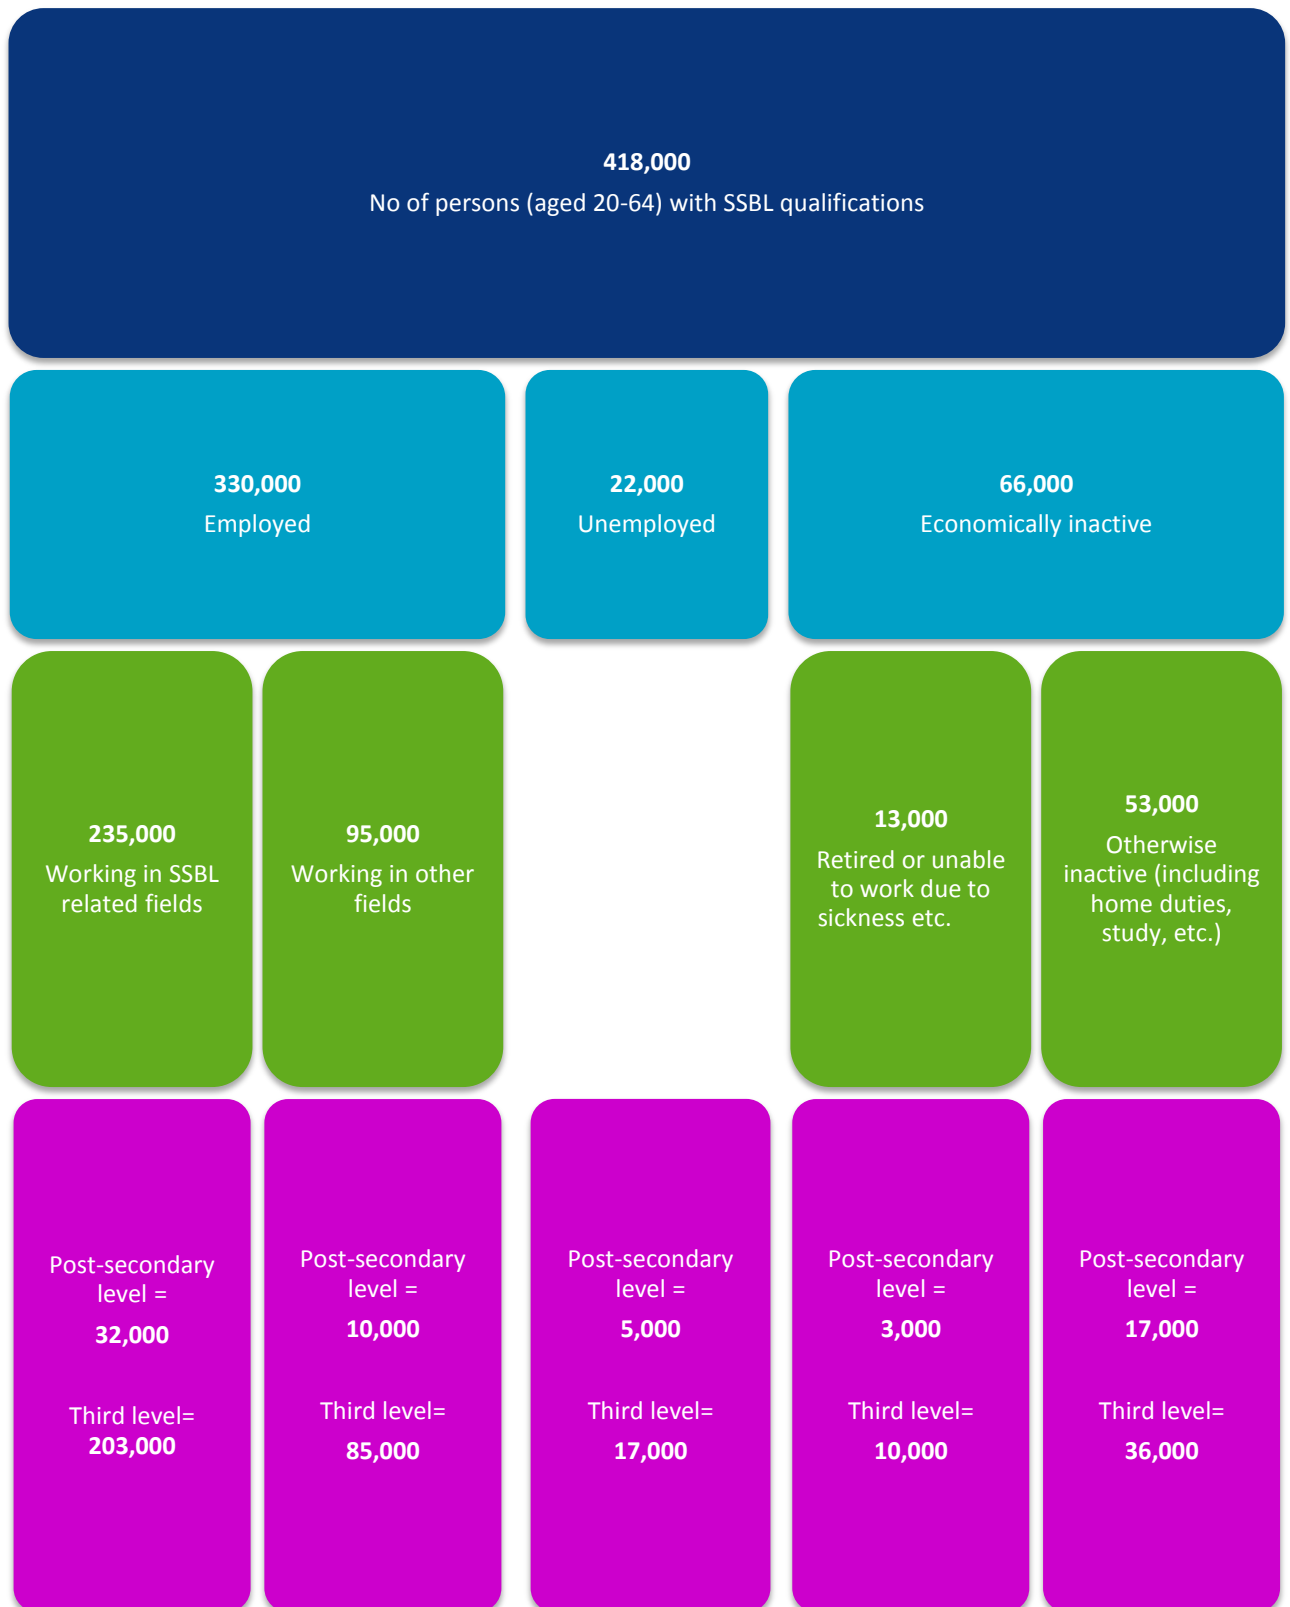 418,000
No of persons (aged 20-64) with SSBL qualifications
330,000
Employed
22,000
Unemployed
66,000
Economically inactive
235,000
Working in SSBL
related fields
95,000
Working in other
fields
13,000
Retired or unable
to work due to
sickness etc.
53,000
Otherwise
inactive (including
home duties,
study, etc.)
Post-secondary
level =
32,000
Third level=
203,000
Post-secondary
level =
10,000
Third level=
85,000
Post-secondary
level =
5,000
Third level=
17,000
Post-secondary
level =
3,000
Third level=
10,000
Post-secondary
level =
17,000
Third level=
36,000